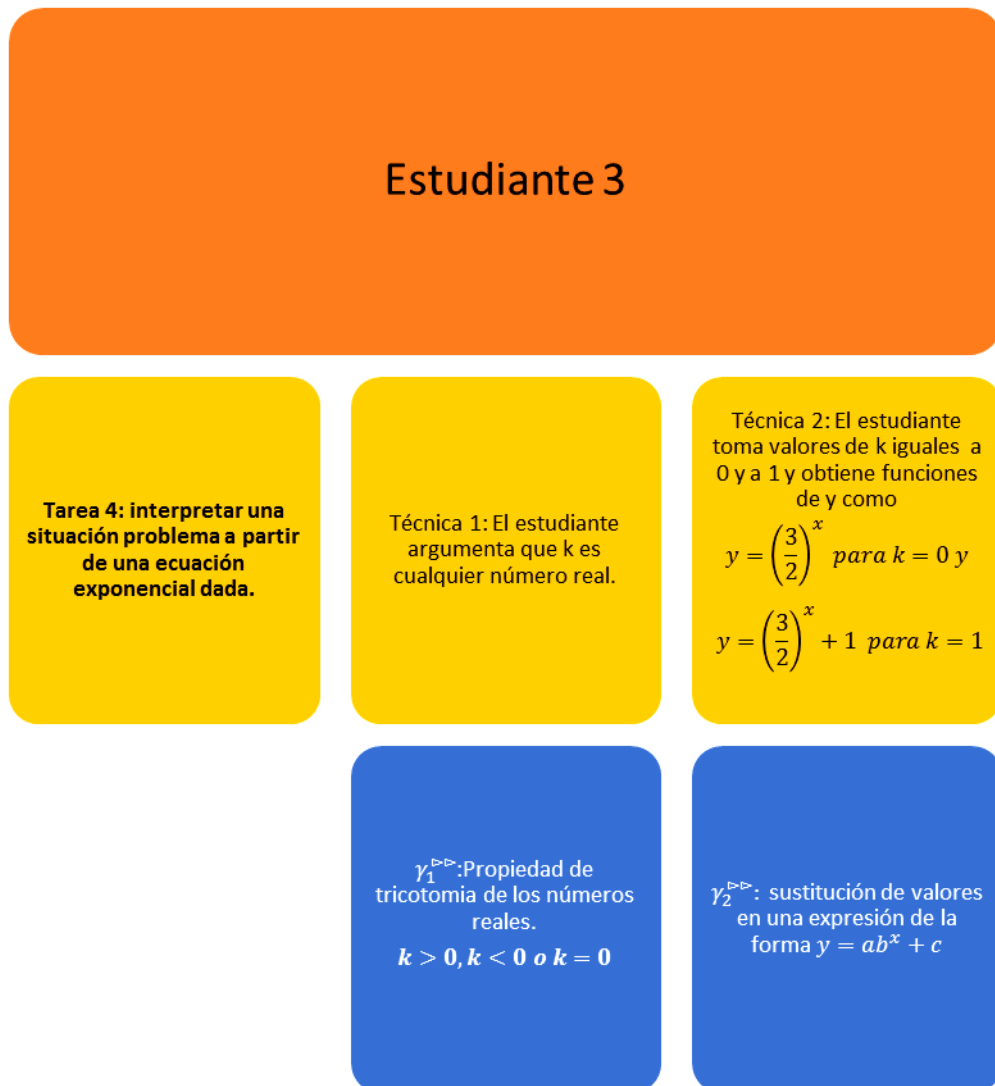 Estudiante 3
Tarea 4: interpretar una
situación problema a partir
de una ecuación
exponencial dada.
Técnica 1: El estudiante
argumenta que k es
cualquier número real.
Técnica 2: El estudiante
toma valores de k iguales a
0 y a 1 y obtiene funciones
de y como
y = (3/2)^x para k = 0 y
y = (3/2)^x + 1 para k = 1
γ₁^▻▻:Propiedad de
tricotomia de los números
reales.
k > 0, k < 0 o k = 0
γ₂^▻▻: sustitución de valores
en una expresión de la
forma y = ab^x + c